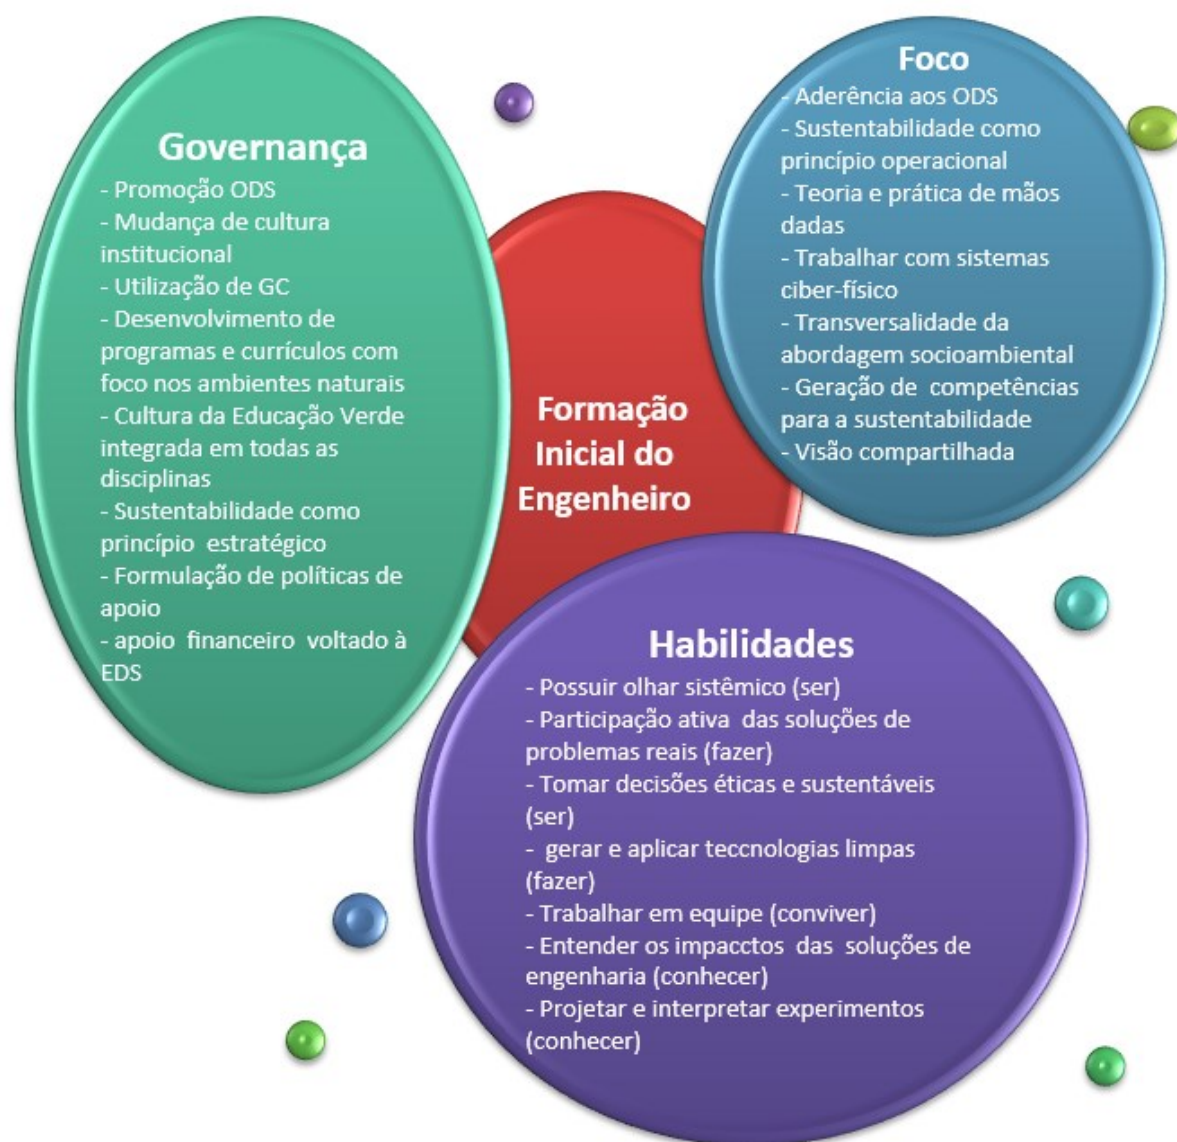 Governança
- Promoção ODS
- Mudança de cultura
institucional
- Utilização de GC
- Desenvolvimento de
programas e currículos com
foco nos ambientes naturais
- Cultura da Educação Verde
integrada em todas as
disciplinas
- Sustentabilidade como
princípio estratégico
- Formulação de políticas de
apoio
- apoio financeiro voltado à
EDS
Foco
- Aderência aos ODS
- Sustentabilidade como
princípio operacional
- Teoria e prática de mãos
dadas
- Trabalhar com sistemas
ciber-físico
- Transversalidade da
abordagem socioambiental
- Geração de competências
para a sustentabilidade
- Visão compartilhada
Formação
Inicial do
Engenheiro
Habilidades
- Possuir olhar sistêmico (ser)
- Participação ativa das soluções de
problemas reais (fazer)
- Tomar decisões éticas e sustentáveis
(ser)
- gerar e aplicar teccnologias limpas
(fazer)
- Trabalhar em equipe (conviver)
- Entender os impacctos das soluções de
engenharia (conhecer)
- Projetar e interpretar experimentos
(conhecer)